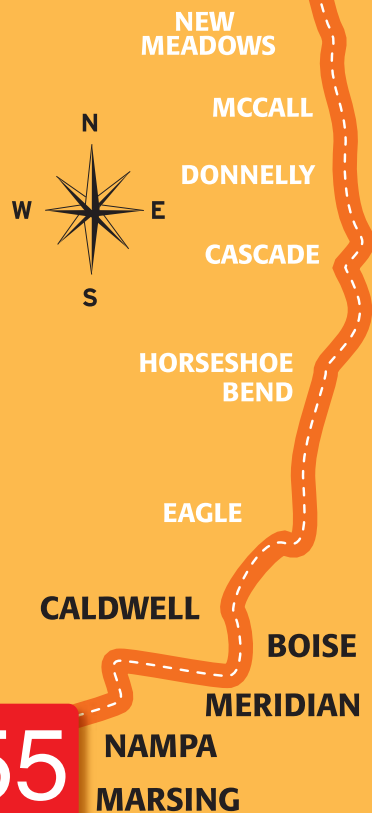 NEW
MEADOWS
MCCALL
N
DONNELLY
W
E
CASCADE
S
HORSESHOE
BEND
EAGLE
CALDWELL
BOISE
MERIDIAN
NAMPA
55
MARSING